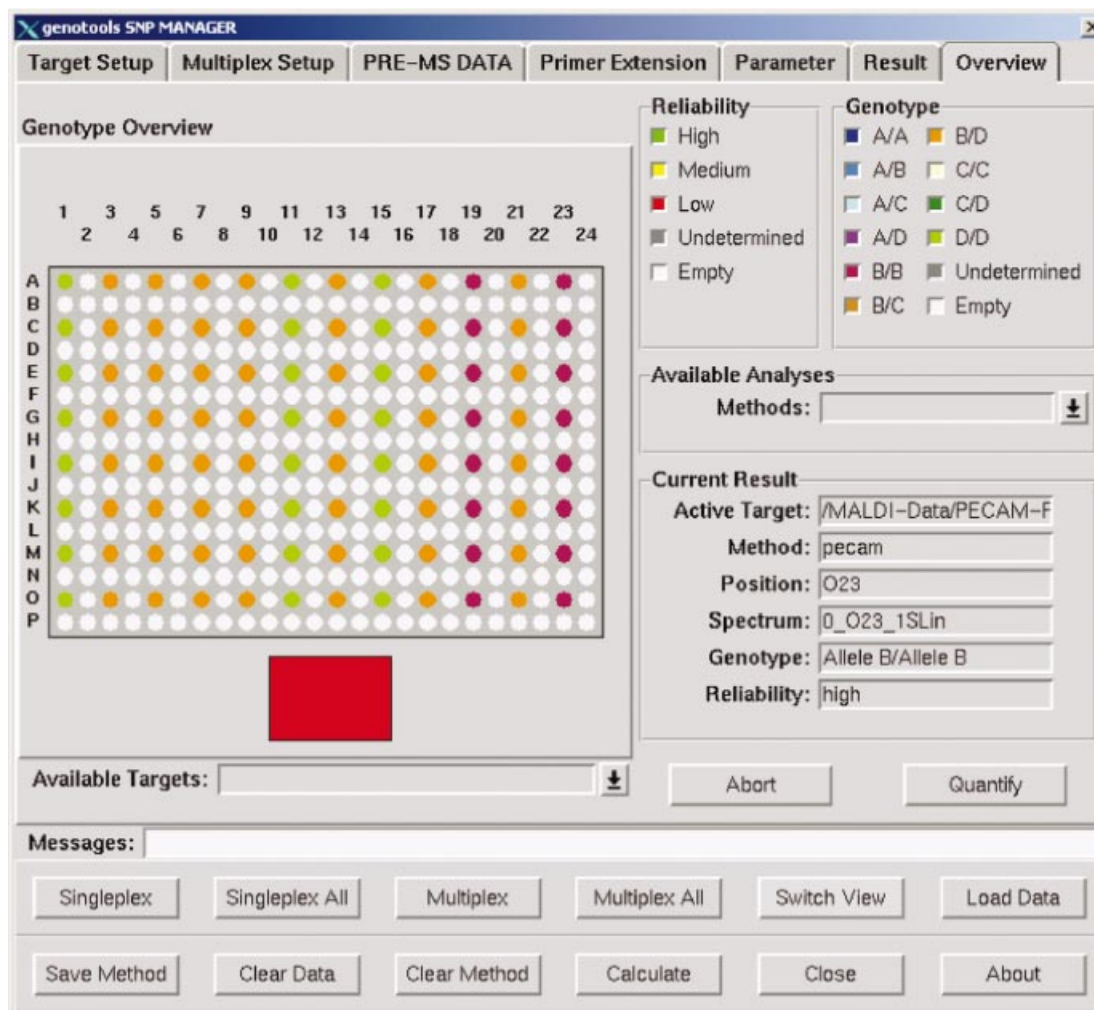 genotools SNP MANAGER
Target Setup Multiplex Setup PRE-MS DATA Primer Extension Parameter Result Overview
Genotype Overview
1 3 5 7 9 11 13 15 17 19 21 23
2 4 6 8 10 12 14 16 18 20 22 24
A
B
C
D
E
F
G
H
I
J
K
L
M
N
O
P
Available Targets:
Reliability
High
Medium
Low
Undetermined
Empty
Genotype
A/A B/D
A/B C/C
A/C C/D
A/D D/D
B/B Undetermined
B/C Empty
Available Analyses
Methods:
Current Result
Active Target: /MALDI-Data/PECAM-F
Method: pecam
Position: O23
Spectrum: 0_O23_1SLin
Genotype: Allele B/Allele B
Reliability: high
Abort Quantify
Messages:
Singleplex Singleplex All Multiplex Multiplex All Switch View Load Data
Save Method Clear Data Clear Method Calculate Close About